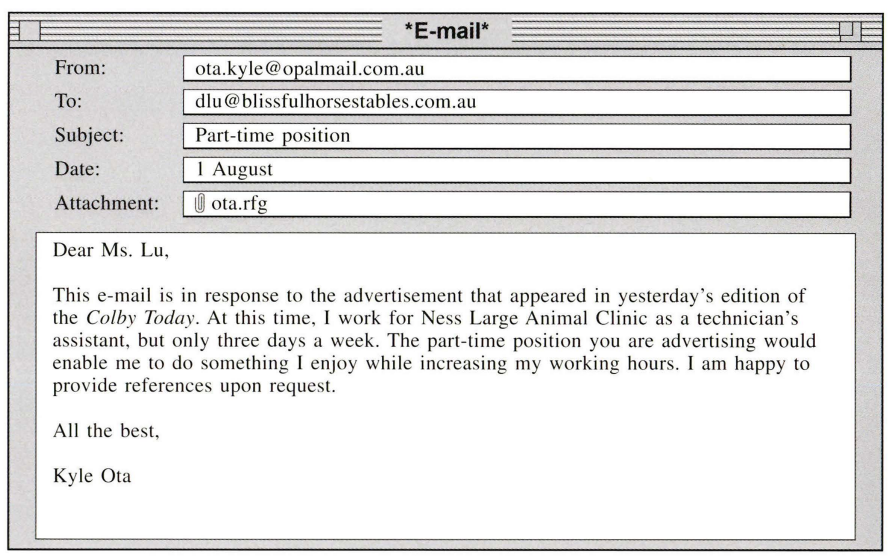 *E-mail*
From: ota.kyle@opalmail.com.au
To: dlu@blissfulhorsestables.com.au
Subject: Part-time position
Date: 1 August
Attachment: ota.rfg
Dear Ms. Lu,
This e-mail is in response to the advertisement that appeared in yesterday's edition of
the Colby Today. At this time, I work for Ness Large Animal Clinic as a technician's
assistant, but only three days a week. The part-time position you are advertising would
enable me to do something I enjoy while increasing my working hours. I am happy to
provide references upon request.
All the best,
Kyle Ota